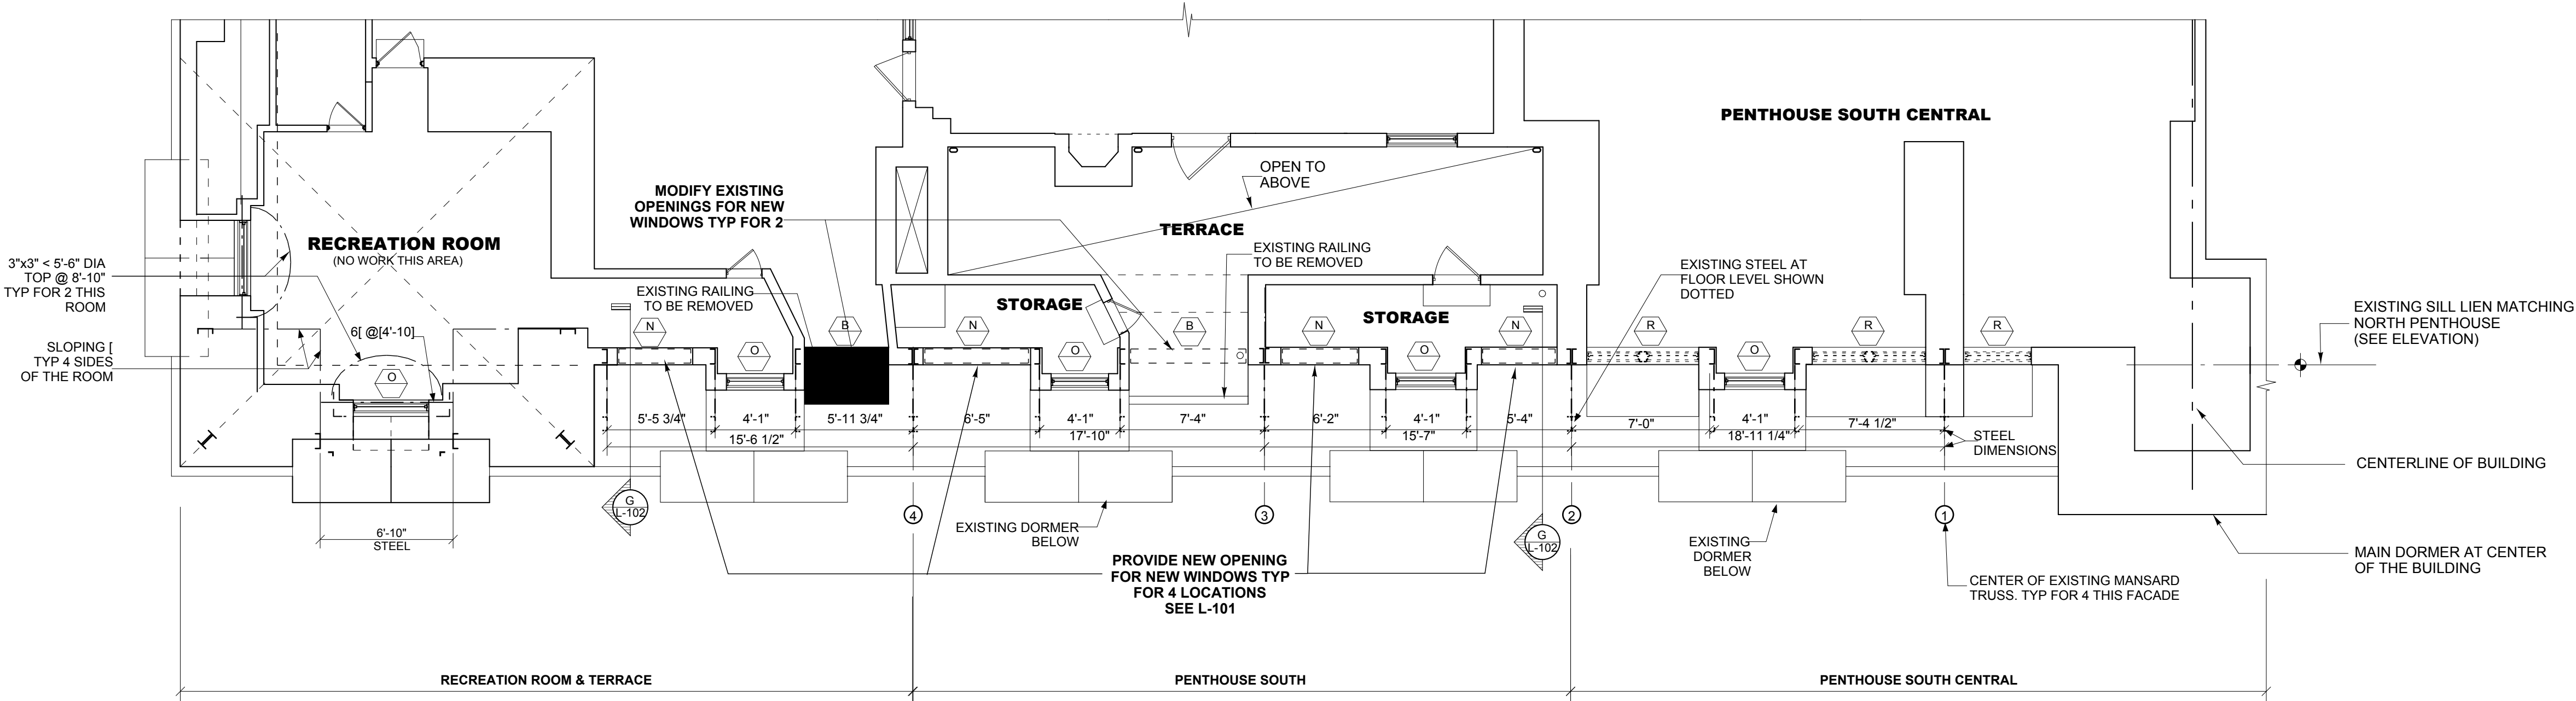 PENTHOUSE SOUTH CENTRAL
OPEN TO
ABOVE
MODIFY EXISTING
OPENINGS FOR NEW
WINDOWS TYP FOR 2
TERRACE
RECREATION ROOM
(NO WORK THIS AREA)
EXISTING RAILING
TO BE REMOVED
3"x3" < 5'-6" DIA
TOP @ 8'-10"
TYP FOR 2 THIS
ROOM
EXISTING STEEL AT
FLOOR LEVEL SHOWN
DOTTED
EXISTING RAILING
TO BE REMOVED
STORAGE
STORAGE
EXISTING SILL LIEN MATCHING
NORTH PENTHOUSE
(SEE ELEVATION)
6[ @[4'-10]
SLOPING [
TYP 4 SIDES
OF THE ROOM
N
B
N
B
N
N
R
R
R
O
O
O
O
O
5'-5 3/4"
4'-1"
5'-11 3/4"
6'-5"
4'-1"
7'-4"
6'-2"
4'-1"
5'-4"
7'-0"
4'-1"
7'-4 1/2"
15'-6 1/2"
17'-10"
15'-7"
18'-11 1/4"
STEEL
DIMENSIONS
CENTERLINE OF BUILDING
G
L-102
4
3
2
1
EXISTING DORMER
BELOW
G
L-102
6'-10"
STEEL
EXISTING
DORMER
BELOW
MAIN DORMER AT CENTER
OF THE BUILDING
PROVIDE NEW OPENING
FOR NEW WINDOWS TYP
FOR 4 LOCATIONS
SEE L-101
CENTER OF EXISTING MANSARD
TRUSS. TYP FOR 4 THIS FACADE
RECREATION ROOM & TERRACE
PENTHOUSE SOUTH
PENTHOUSE SOUTH CENTRAL